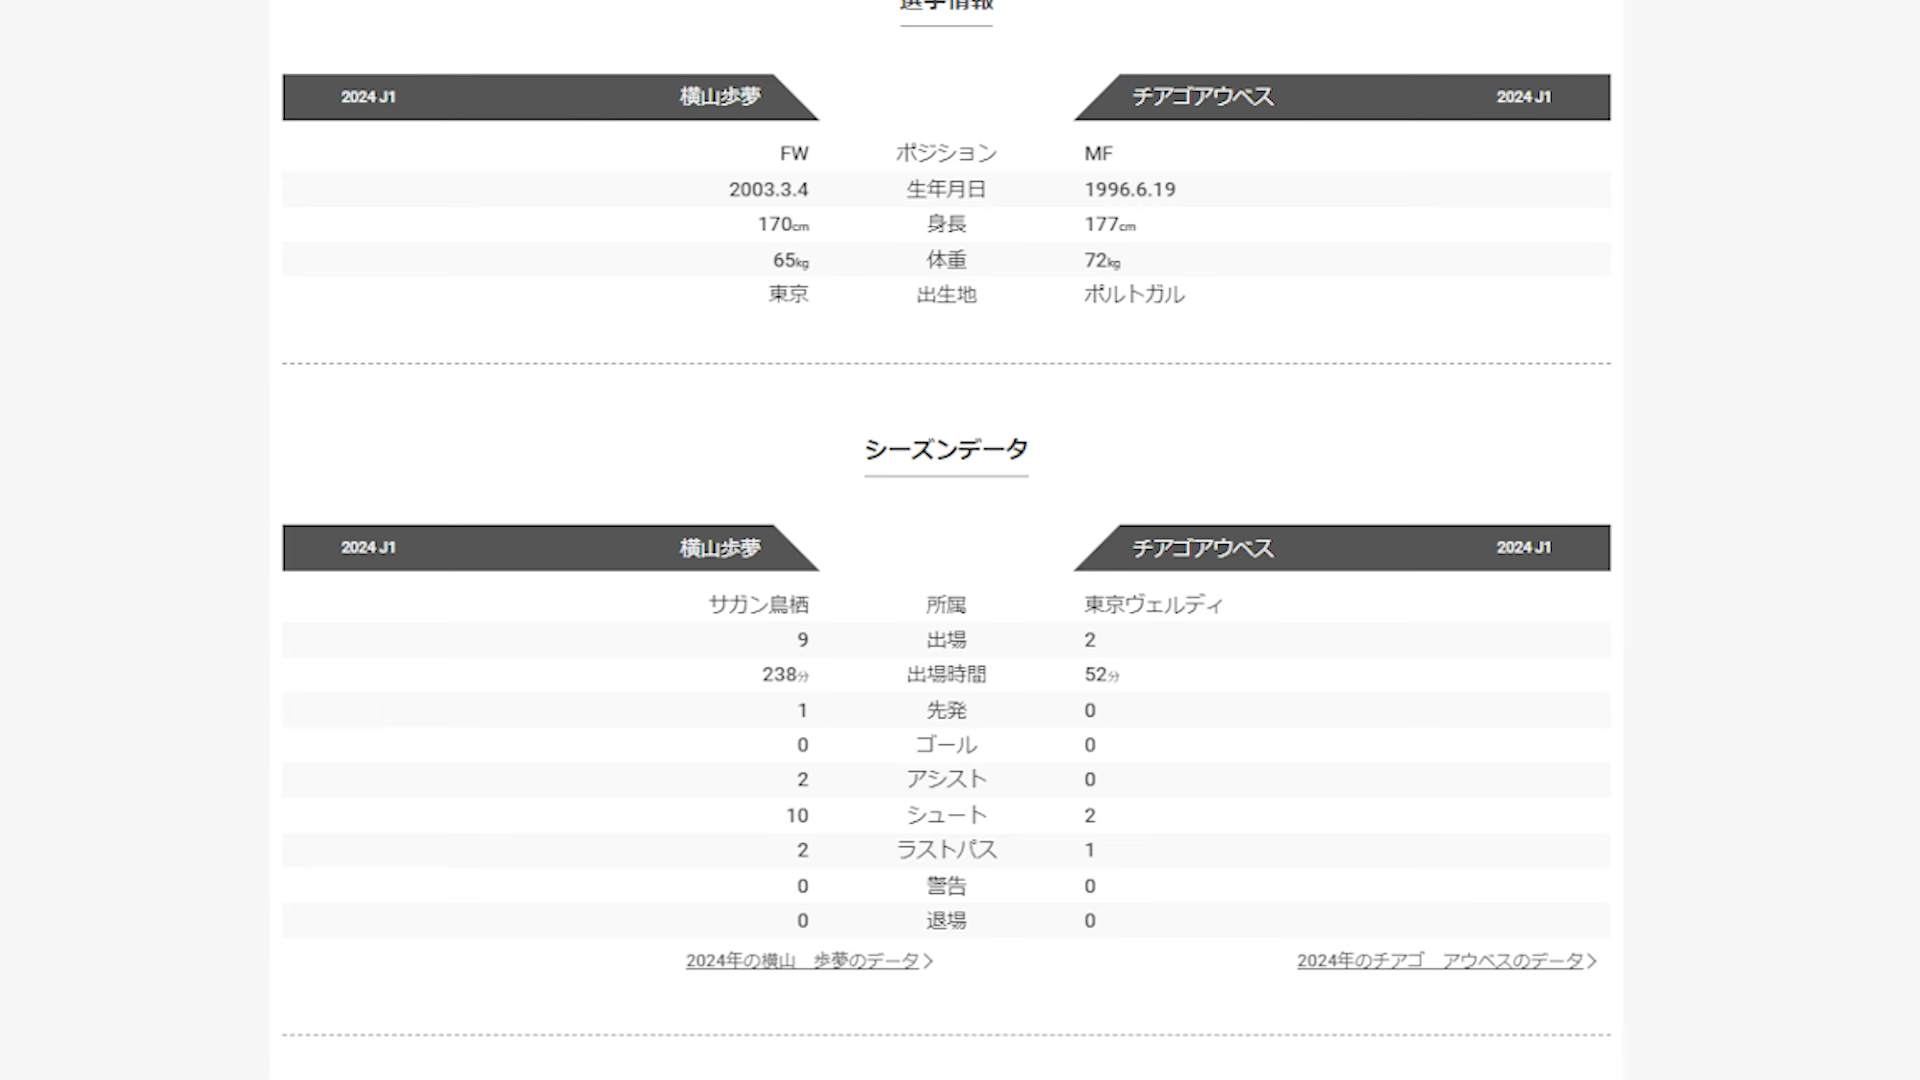 選手情報
2024 J1 横山歩夢 チアゴアウベス 2024 J1
FW ポジション MF
2003.3.4 生年月日 1996.6.19
170cm 身長 177cm
65kg 体重 72kg
東京 出生地 ポルトガル
シーズンデータ
2024 J1 横山歩夢 チアゴアウベス 2024 J1
サガン鳥栖 所属 東京ヴェルディ
9 出場 2
238分 出場時間 52分
1 先発 0
0 ゴール 0
2 アシスト 0
10 シュート 2
2 ラストパス 1
0 警告 0
0 退場 0
2024年の横山　歩夢のデータ 2024年のチアゴ　アウベスのデータ